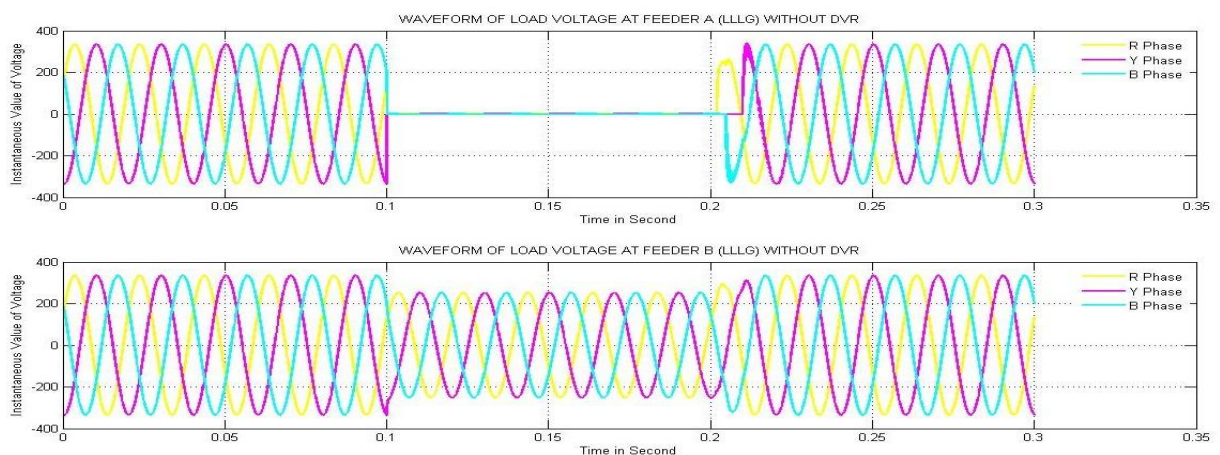 WAVEFORM OF LOAD VOLTAGE AT FEEDER A (LLLG) WITHOUT DVR
Instantaneous Value of Voltage
400
200
0
-200
-400
R Phase
Y Phase
B Phase
0 0.05 0.1 0.15 0.2 0.25 0.3 0.35
Time in Second
WAVEFORM OF LOAD VOLTAGE AT FEEDER B (LLLG) WITHOUT DVR
Instantaneous Value of Voltage
400
200
0
-200
-400
R Phase
Y Phase
B Phase
0 0.05 0.1 0.15 0.2 0.25 0.3 0.35
Time in Second